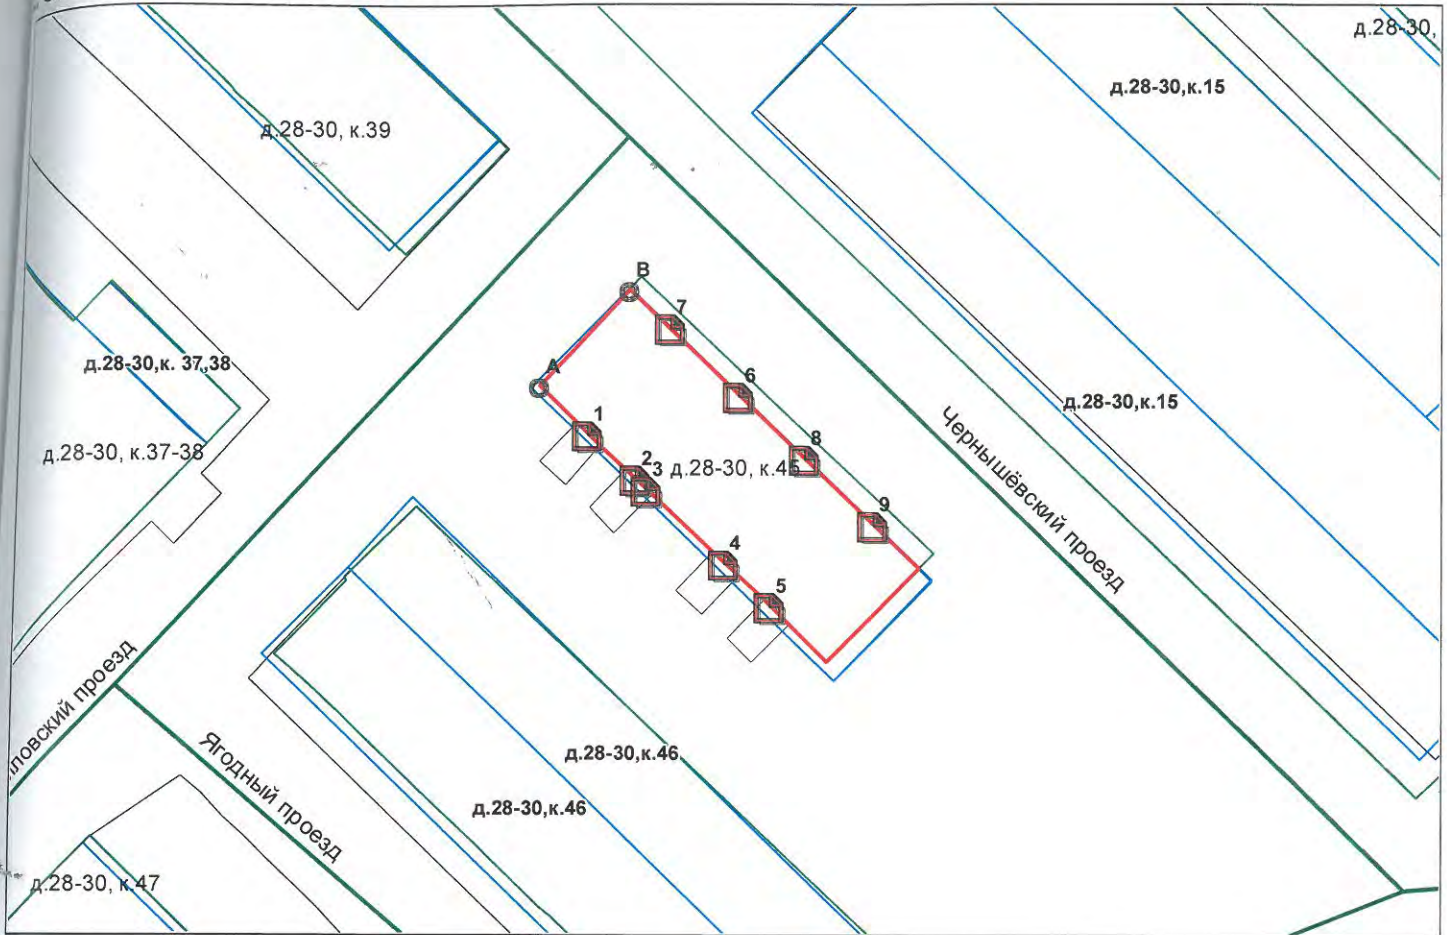 д.28-30,
д.28-30,к.15
д.28-30, к.39
B
7
д.28-30,к. 37,38
A
6
д.28-30,к.15
1
8
д.28-30, к.37-38
2
3
д.28-30, к.45
Чернышёвский проезд
9
4
5
ловский проезд
Ягодный проезд
д.28-30,к.46
д.28-30,к.46
д.28-30, к.47